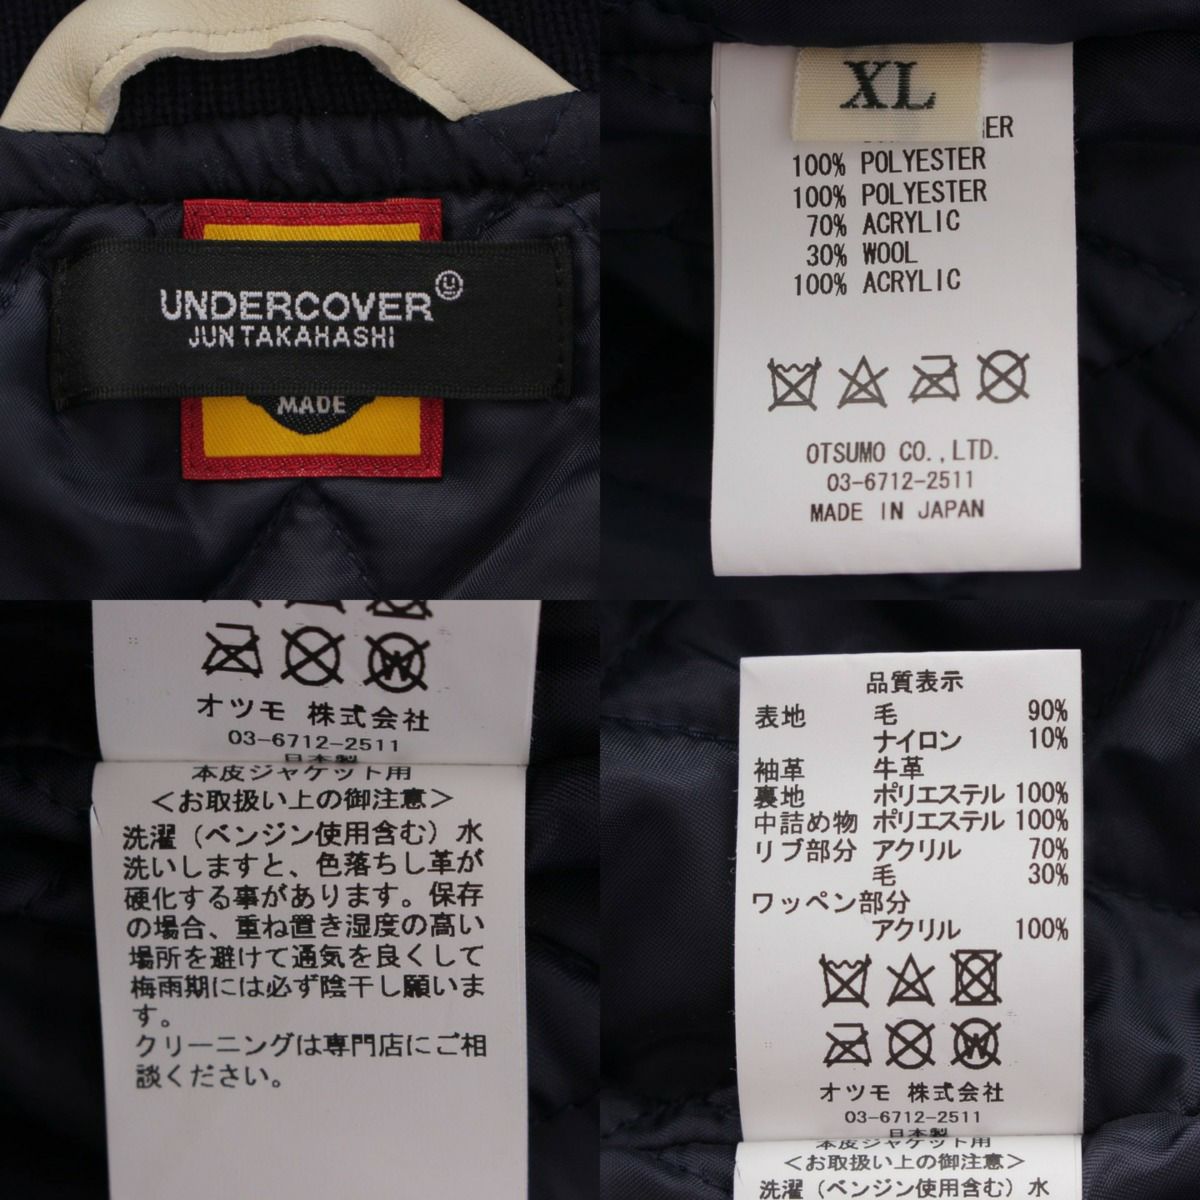 UNDERCOVER
JUN TAKAHASHI
MADE
XL
100% POLYESTER
100% POLYESTER
70% ACRYLIC
30% WOOL
100% ACRYLIC
OTSUMO CO.,LTD.
03-6712-2511
MADE IN JAPAN
W
オツモ 株式会社
03-6712-2511
日本製
本皮ジャケット用
＜お取扱い上の御注意＞
洗濯（ベンジン使用含む）水
洗いしますと、色落ちし革が
硬化する事があります。保存
の場合、重ね置き湿度の高い
場所を避けて通気を良くして
梅雨期には必ず陰干し願いま
す。
クリーニングは専門店にご相
談ください。
品質表示
表地 毛 90%
ナイロン 10%
袖革 牛革
裏地 ポリエステル 100%
中詰め物 ポリエステル 100%
リブ部分 アクリル 70%
毛 30%
ワッペン部分
アクリル 100%
W
オツモ 株式会社
03-6712-2511
日本製
本皮ジャケット用
＜お取扱い上の御注意＞
洗濯（ベンジン使用含む）水